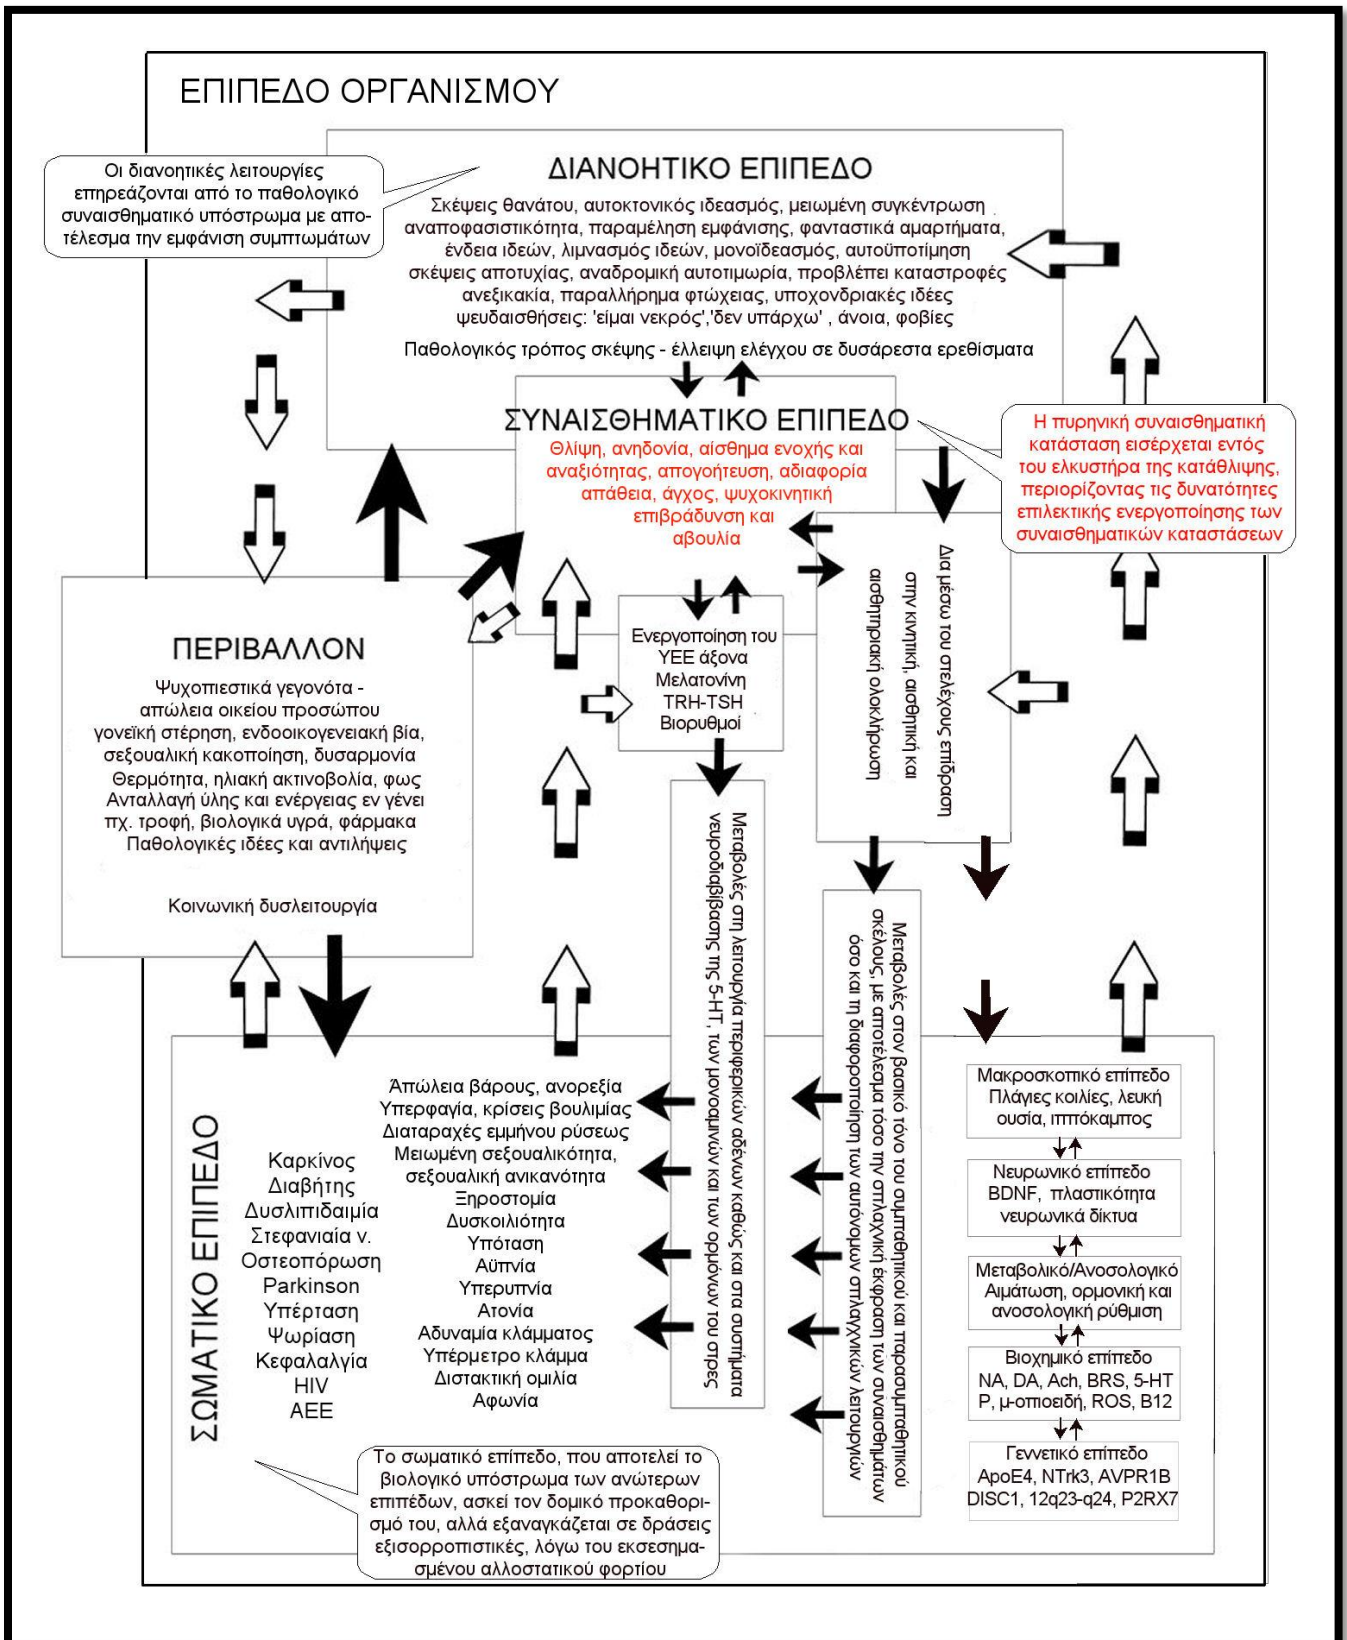 ΕΠΙΠΕΔΟ ΟΡΓΑΝΙΣΜΟΥ
Οι διανοητικές λειτουργίες
επηρεάζονται από το παθολογικό
συναισθηματικό υπόστρωμα με απο-
τέλεσμα την εμφάνιση συμπτωμάτων
ΔΙΑΝΟΗΤΙΚΟ ΕΠΙΠΕΔΟ
Σκέψεις θανάτου, αυτοκτονικός ιδεασμός, μειωμένη συγκέντρωση
αναποφασιστικότητα, παραμέληση εμφάνισης, φανταστικά αμαρτήματα,
ένδεια ιδεών, λιμνασμός ιδεών, μονοϊδεασμός, αυτοϋποτίμηση
σκέψεις αποτυχίας, αναδρομική αυτοτιμωρία, προβλέπει καταστροφές
ανεξικακία, παραλλήρημα φτώχειας, υποχονδριακές ιδέες
ψευδαισθήσεις: 'είμαι νεκρός','δεν υπάρχω' , άνοια, φοβίες
Παθολογικός τρόπος σκέψης - έλλειψη ελέγχου σε δυσάρεστα ερεθίσματα
ΣΥΝΑΙΣΘΗΜΑΤΙΚΟ ΕΠΙΠΕΔΟ
Θλίψη, ανηδονία, αίσθημα ενοχής και
αναξιότητας, απογοήτευση, αδιαφορία
απάθεια, άγχος, ψυχοκινητική
επιβράδυνση και
αβουλία
Η πυρηνική συναισθηματική
κατάσταση εισέρχεται εντός
του ελκυστήρα της κατάθλιψης,
περιορίζοντας τις δυνατότητες
επιλεκτικής ενεργοποίησης των
συναισθηματικών καταστάσεων
ΠΕΡΙΒΑΛΛΟΝ
Ψυχοπιεστικά γεγονότα -
απώλεια οικείου προσώπου
γονεϊκή στέρηση, ενδοοικογενειακή βία,
σεξουαλική κακοποίηση, δυσαρμονία
Θερμότητα, ηλιακή ακτινοβολία, φως
Ανταλλαγή ύλης και ενέργειας εν γένει
πχ. τροφή, βιολογικά υγρά, φάρμακα
Παθολογικές ιδέες και αντιλήψεις
Κοινωνική δυσλειτουργία
Ενεργοποίηση του
ΥΕΕ άξονα
Μελατονίνη
TRH-TSH
Βιορυθμοί
Δια μέσω του στελέχους επίδραση
στην κινητική, αισθητική και
αισθητηριακή ολοκλήρωση
Μεταβολές στη λειτουργία περιφερικών αδένων καθώς και στα συστήματα
νευροδιαβίβασης της 5-HT, των μονοαμινών και των ορμόνων του στρες
Μεταβολές στον βασικό τόνο του συμπαθητικού και παρασυμπαθητικού
σκέλους, με αποτέλεσμα τόσο την σπλαχνική έκφραση των συναισθημάτων
όσο και τη διαφοροποίηση των αυτόνομων σπλαγχνικών λειτουργιών
ΣΩΜΑΤΙΚΟ ΕΠΙΠΕΔΟ
Καρκίνος
Διαβήτης
Δυσλιπιδαιμία
Στεφανιαία ν.
Οστεοπόρωση
Parkinson
Υπέρταση
Ψωρίαση
Κεφαλαλγία
HIV
ΑΕΕ
Άπώλεια βάρους, ανορεξία
Υπερφαγία, κρίσεις βουλιμίας
Διαταραχές εμμήνου ρύσεως
Μειωμένη σεξουαλικότητα,
σεξουαλική ανικανότητα
Ξηροστομία
Δυσκοιλιότητα
Υπόταση
Αϋπνία
Υπερυπνία
Ατονία
Αδυναμία κλάμματος
Υπέρμετρο κλάμμα
Διστακτική ομιλία
Αφωνία
Μακροσκοπικό επίπεδο
Πλάγιες κοιλίες, λευκή
ουσία, ιππόκαμπος
Νευρωνικό επίπεδο
BDNF, πλαστικότητα
νευρωνικά δίκτυα
Μεταβολικό/Ανοσολογικό
Αιμάτωση, ορμονική και
ανοσολογική ρύθμιση
Βιοχημικό επίπεδο
NA, DA, Ach, BRS, 5-HT
P, μ-οπιοειδή, ROS, B12
Γεννετικό επίπεδο
ApoE4, NTrk3, AVPR1B
DISC1, 12q23-q24, P2RX7
Το σωματικό επίπεδο, που αποτελεί το
βιολογικό υπόστρωμα των ανώτερων
επιπέδων, ασκεί τον δομικό προκαθορι-
σμό του, αλλά εξαναγκάζεται σε δράσεις
εξισορροπιστικές, λόγω του εκσεσημα-
σμένου αλλοστατικού φορτίου